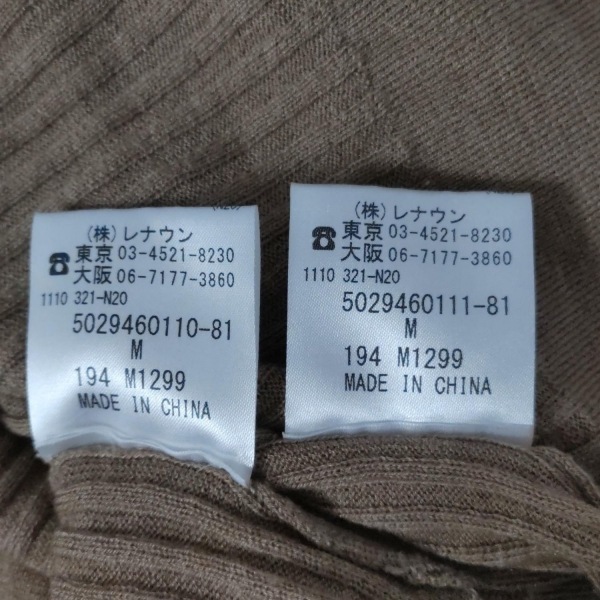 (N20)
(株)レナウン
☎東京 03-4521-8230
大阪 06-7177-3860
1110 321-N20
5029460110-81
M
194 M1299
MADE IN CHINA
(株)レナウン
☎東京 03-4521-8230
大阪 06-7177-3860
1110 321-N20
5029460111-81
M
194 M1299
MADE IN CHINA